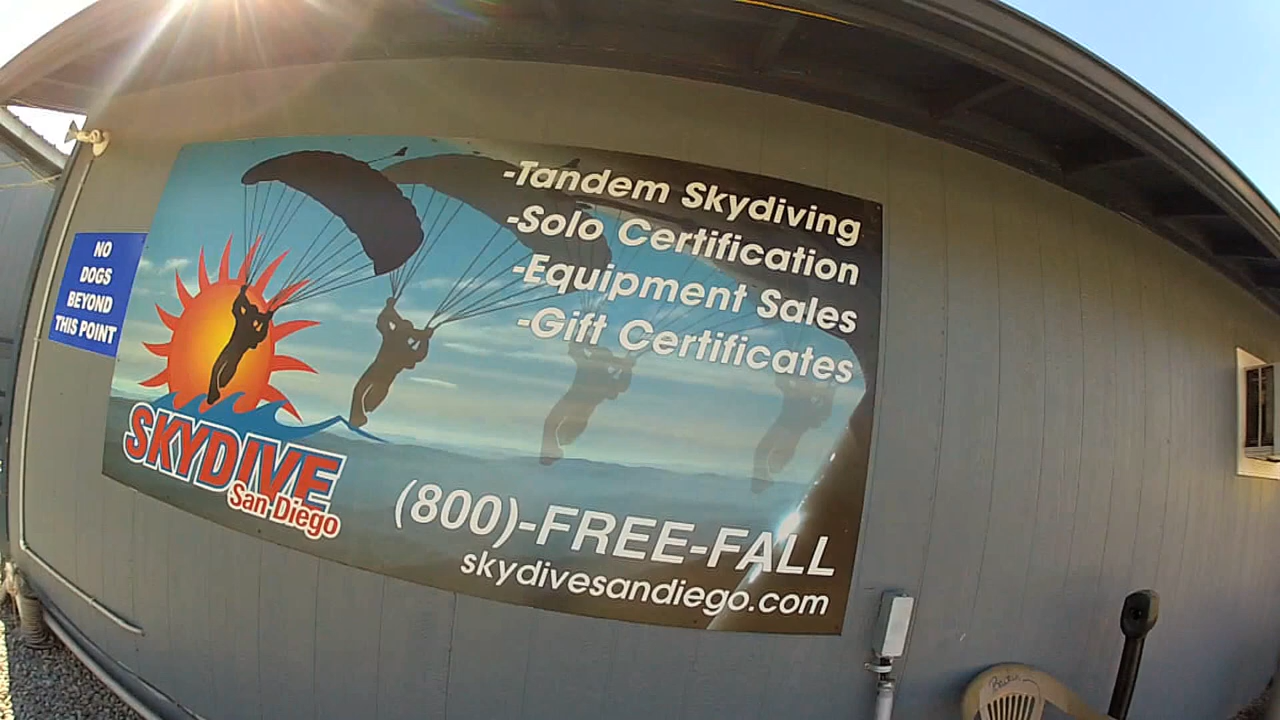 NO
DOGS
BEYOND
THIS POINT
-Tandem Skydiving
-Solo Certification
-Equipment Sales
-Gift Certificates
SKYDIVE
San Diego
(800)-FREE-FALL
skydivesandiego.com